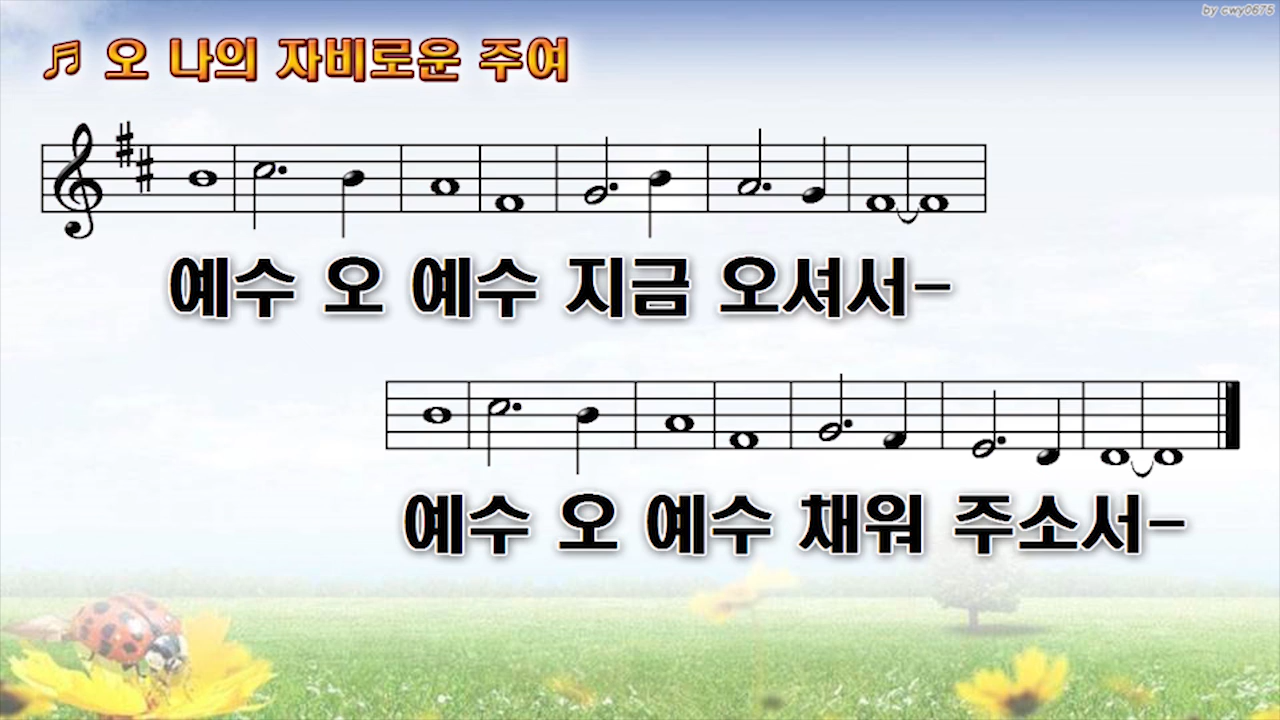 by cwy0675
♬ 오 나의 자비로운 주여
예수 오 예수 지금 오셔서-
예수 오 예수 채워 주소서-